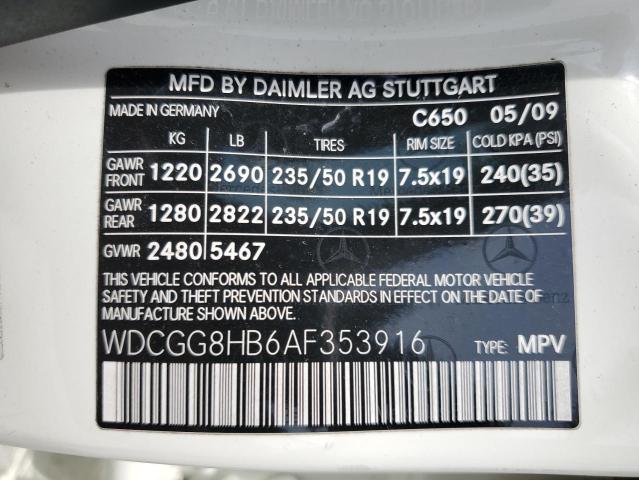 MFD BY DAIMLER AG STUTTGART
MADE IN GERMANY C650 05/09
KG LB TIRES RIM SIZE COLD KPA (PSI)
GAWR FRONT 1220 2690 235/50 R19 7.5x19 240(35)
GAWR REAR 1280 2822 235/50 R19 7.5x19 270(39)
GVWR 2480 5467
THIS VEHICLE CONFORMS TO ALL APPLICABLE FEDERAL MOTOR VEHICLE
SAFETY AND THEFT PREVENTION STANDARDS IN EFFECT ON THE DATE OF
MANUFACTURE SHOWN ABOVE.
WDCGG8HB6AF353916 TYPE: MPV